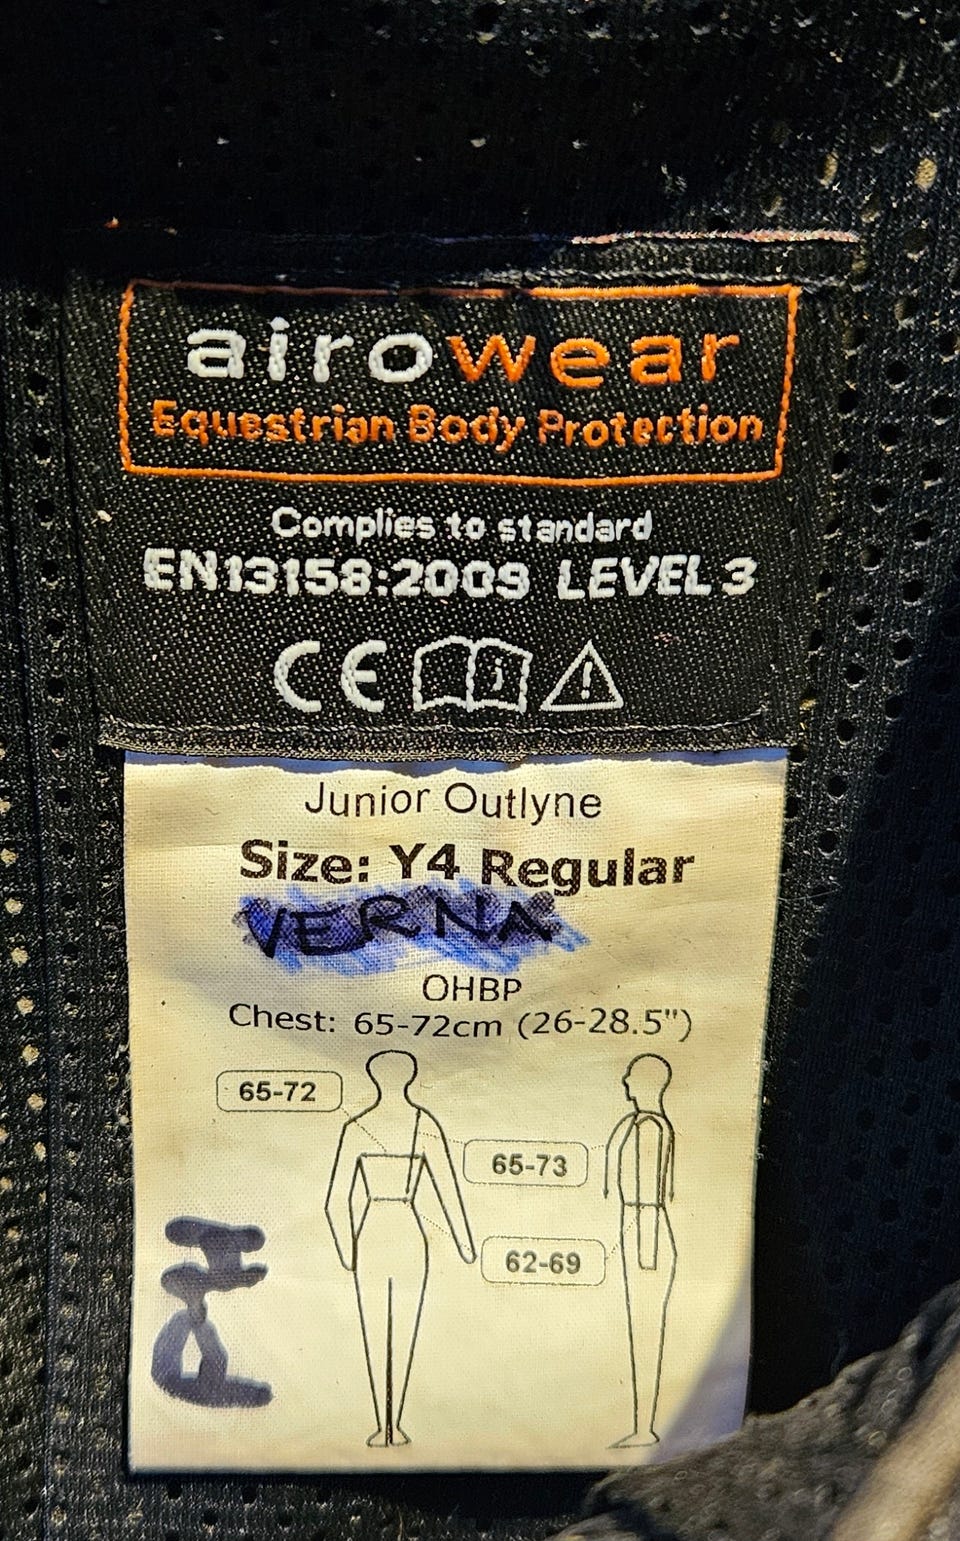 airowear
Equestrian Body Protection
Complies to standard
EN13158:2009 LEVEL 3
CE i !
Junior Outlyne
Size: Y4 Regular
VERNA
OHBP
Chest: 65-72cm (26-28.5")
65-72
65-73
62-69